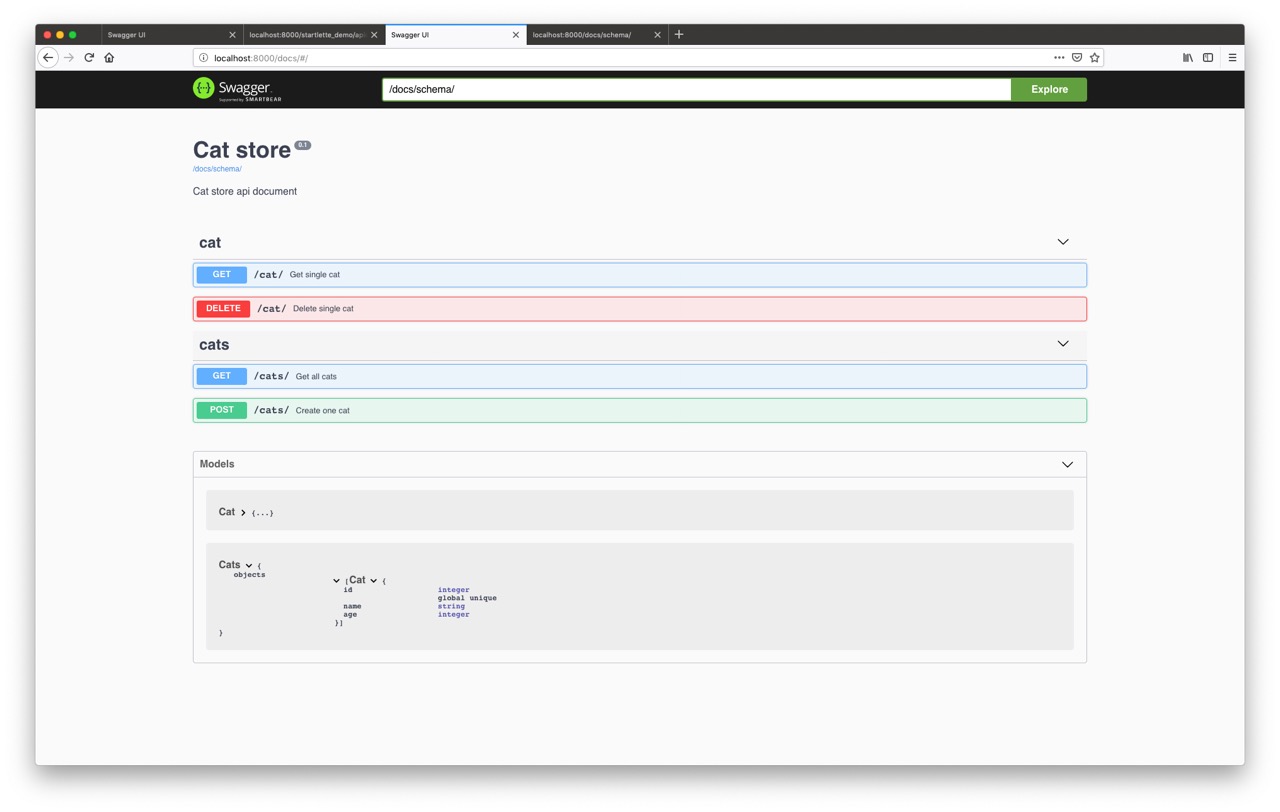 Swagger UI
localhost:8000/startlette_demo/api
Swagger UI
localhost:8000/docs/schema/
localhost:8000/docs/#/
Swagger
Supported by SMARTBEAR
/docs/schema/
Explore
Cat store 0.1
/docs/schema/
Cat store api document
cat
GET /cat/ Get single cat
DELETE /cat/ Delete single cat
cats
GET /cats/ Get all cats
POST /cats/ Create one cat
Models
Cat {...}
Cats {
objects
[Cat {
id integer
global unique
name string
age integer
}]
}